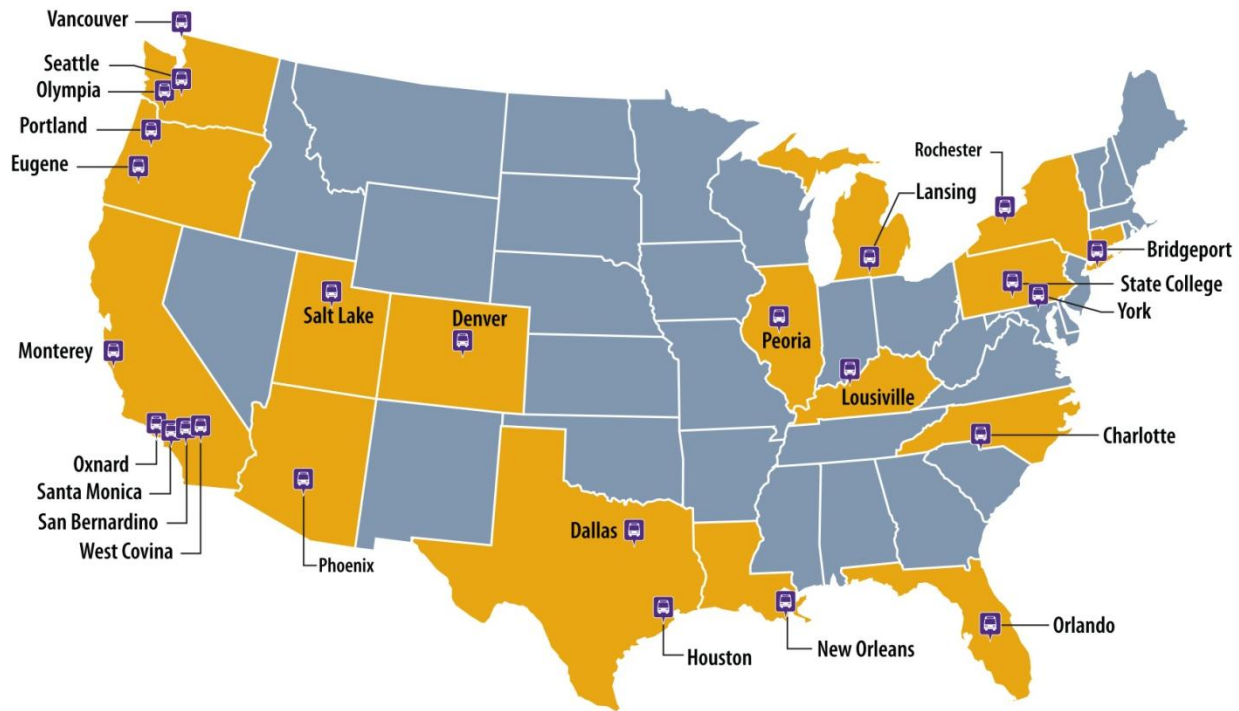 Vancouver
Seattle
Olympia
Portland
Eugene
Rochester
Lansing
Bridgeport
State College
York
Salt Lake
Denver
Peoria
Monterey
Lousiville
Charlotte
Oxnard
Santa Monica
San Bernardino
West Covina
Phoenix
Dallas
Houston
New Orleans
Orlando